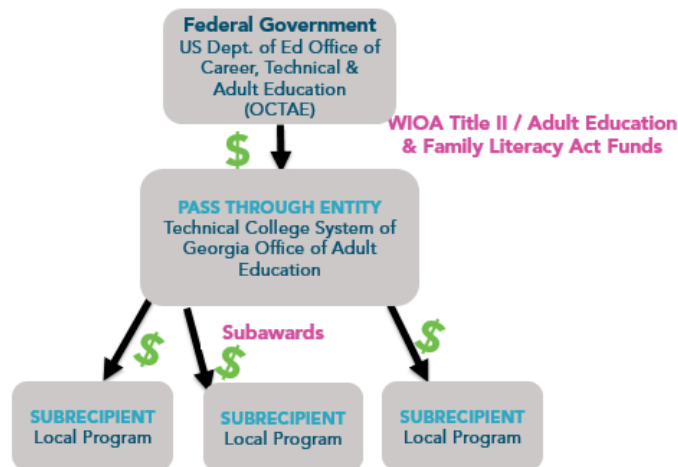 Federal Government
US Dept. of Ed Office of
Career, Technical &
Adult Education
(OCTAE)
WIOA Title II / Adult Education
& Family Literacy Act Funds
$
PASS THROUGH ENTITY
Technical College System of
Georgia Office of Adult
Education
Subawards
$
$
$
SUBRECIPIENT
Local Program
SUBRECIPIENT
Local Program
SUBRECIPIENT
Local Program